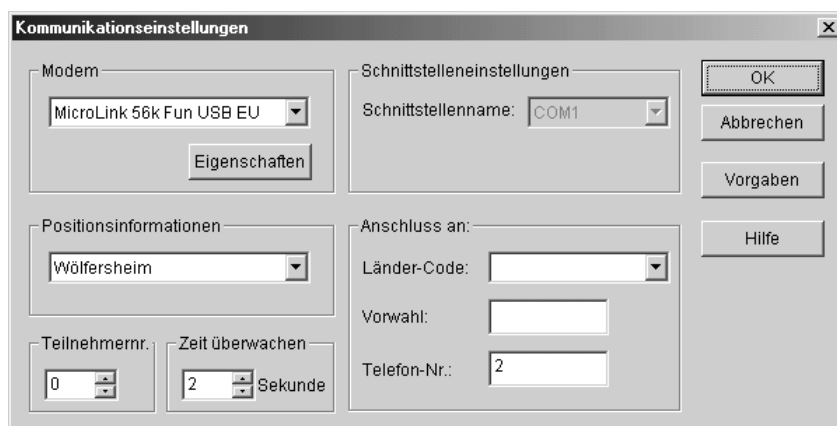 Kommunikationseinstellungen
Modem
MicroLink 56k Fun USB EU
Eigenschaften
Schnittstelleneinstellungen
Schnittstellenname: COM1
OK
Abbrechen
Vorgaben
Hilfe
Positionsinformationen
Wölfersheim
Anschluss an:
Länder-Code:
Vorwahl:
Telefon-Nr.: 2
Teilnehmernr.
0
Zeit überwachen
2 Sekunde